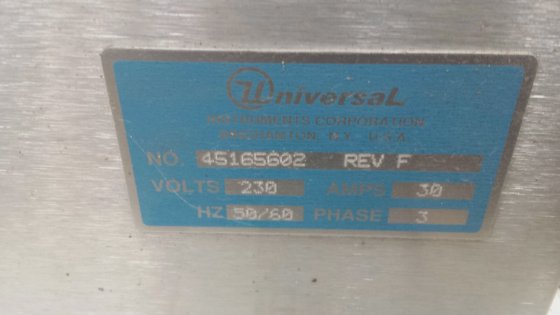 Universal
INSTRUMENTS CORPORATION
BINGHAMTON, N.Y. U.S.A.
NO. 45165602 REV F
VOLTS 230 AMPS 30
HZ 50/60 PHASE 3